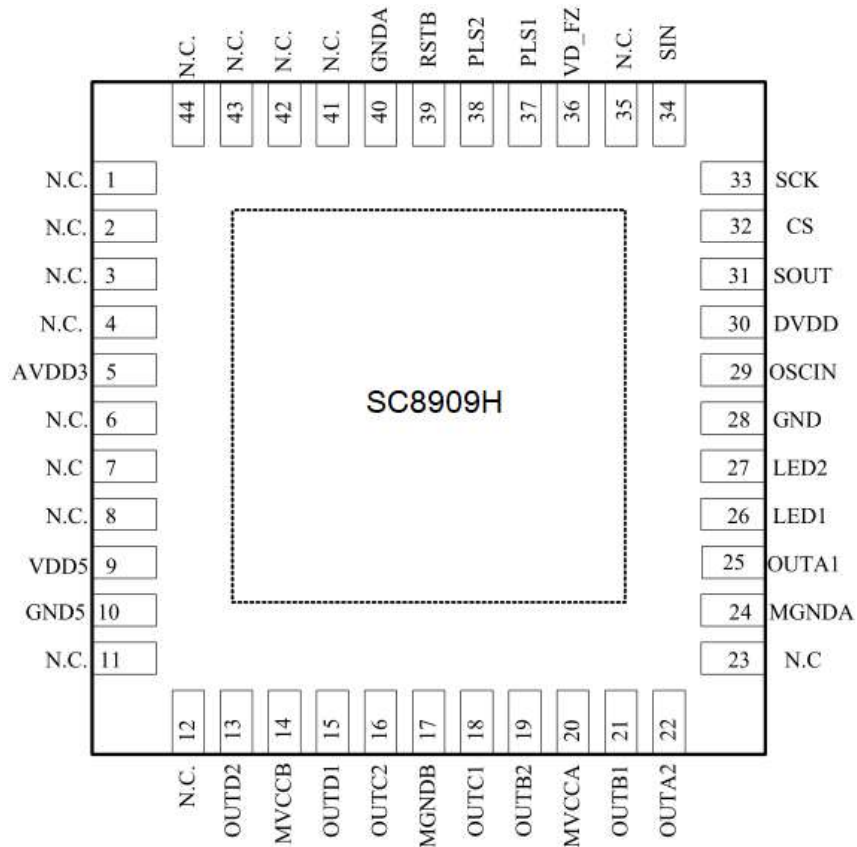 N.C.
N.C.
N.C.
N.C.
GNDA
RSTB
PLS2
PLS1
VD_FZ
N.C.
SIN
44
43
42
41
40
39
38
37
36
35
34
N.C. 1
33 SCK
N.C. 2
32 CS
N.C. 3
31 SOUT
N.C. 4
30 DVDD
AVDD3 5
29 OSCIN
SC8909H
N.C. 6
28 GND
N.C 7
27 LED2
N.C. 8
26 LED1
VDD5 9
25 OUTA1
GND5 10
24 MGNDA
N.C. 11
23 N.C
12
13
14
15
16
17
18
19
20
21
22
N.C.
OUTD2
MVCCB
OUTD1
OUTC2
MGNDB
OUTC1
OUTB2
MVCCA
OUTB1
OUTA2